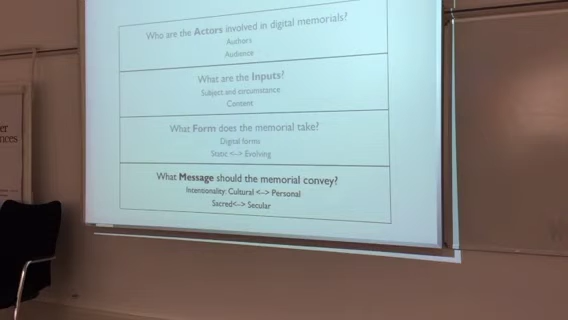 Who are the Actors involved in digital memorials?
Authors
Audience
What are the Inputs?
Subject and circumstance
Content
What Form does the memorial take?
Digital forms
Static <--> Evolving
What Message should the memorial convey?
Intentionality: Cultural <--> Personal
Sacred<--> Secular
er
nces